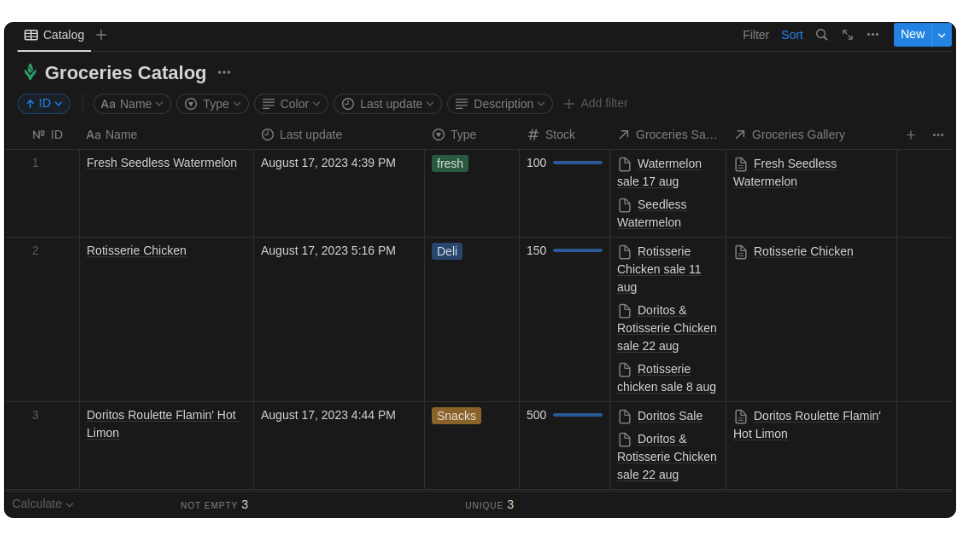 Catalog
Filter Sort New
Groceries Catalog
ID Aa Name Type Color Last update Description Add filter
Nº ID Aa Name Last update Type # Stock Groceries Sa... Groceries Gallery
1 Fresh Seedless Watermelon August 17, 2023 4:39 PM fresh 100 Watermelon Fresh Seedless
sale 17 aug Watermelon
Seedless
Watermelon
2 Rotisserie Chicken August 17, 2023 5:16 PM Deli 150 Rotisserie Rotisserie Chicken
Chicken sale 11
aug
Doritos &
Rotisserie Chicken
sale 22 aug
Rotisserie
chicken sale 8 aug
3 Doritos Roulette Flamin' Hot August 17, 2023 4:44 PM Snacks 500 Doritos Sale Doritos Roulette Flamin'
Limon Doritos & Hot Limon
Rotisserie Chicken
sale 22 aug
Calculate NOT EMPTY 3 UNIQUE 3